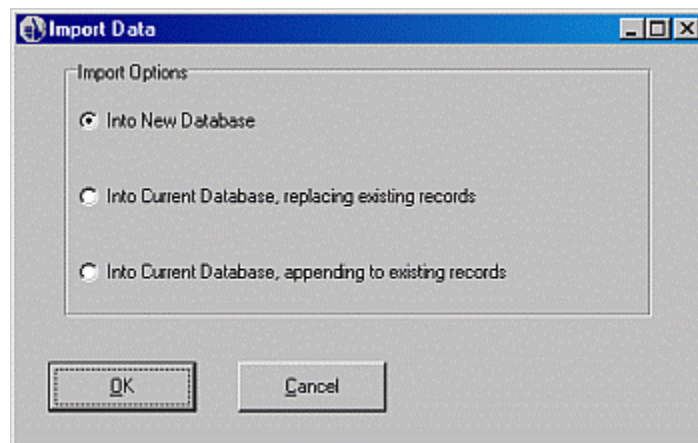 Import Data
Import Options
Into New Database
Into Current Database, replacing existing records
Into Current Database, appending to existing records
OK
Cancel